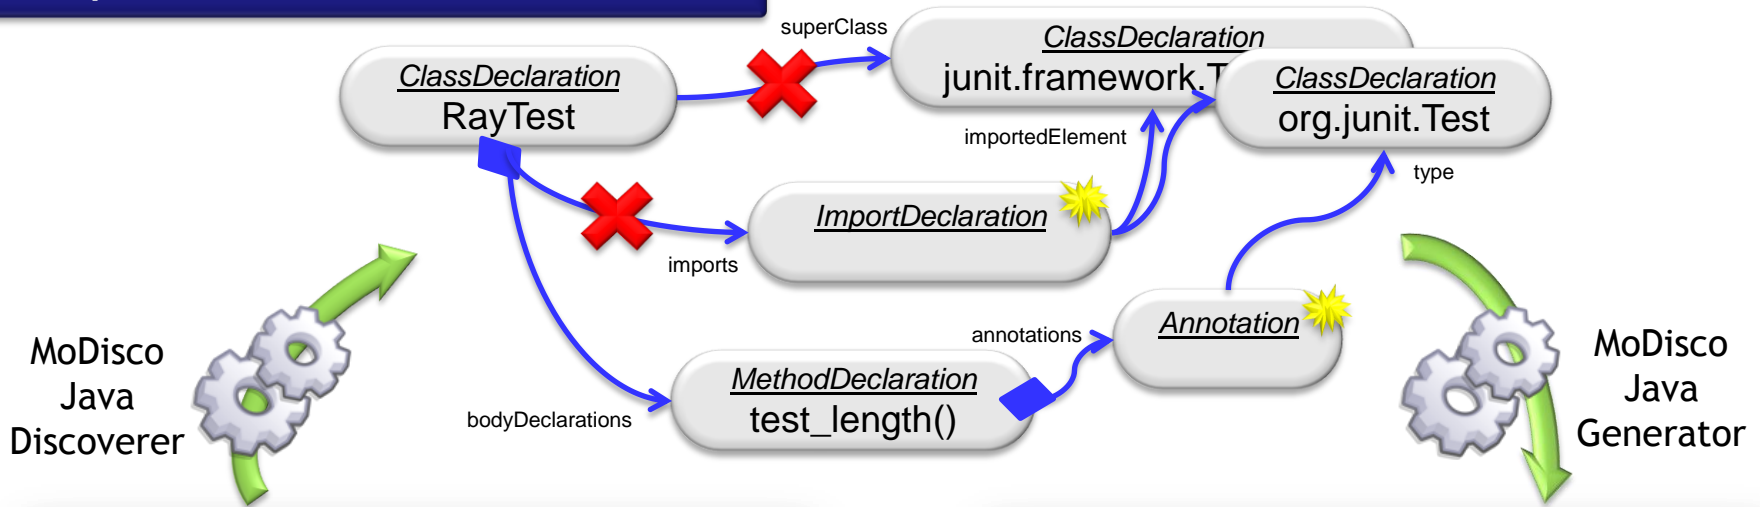 superClass
ClassDeclaration
junit.framework.T
ClassDeclaration
RayTest
ClassDeclaration
org.junit.Test
importedElement
type
ImportDeclaration
imports
Annotation
annotations
MethodDeclaration
test_length()
bodyDeclarations
MoDisco
Java
Discoverer
MoDisco
Java
Generator